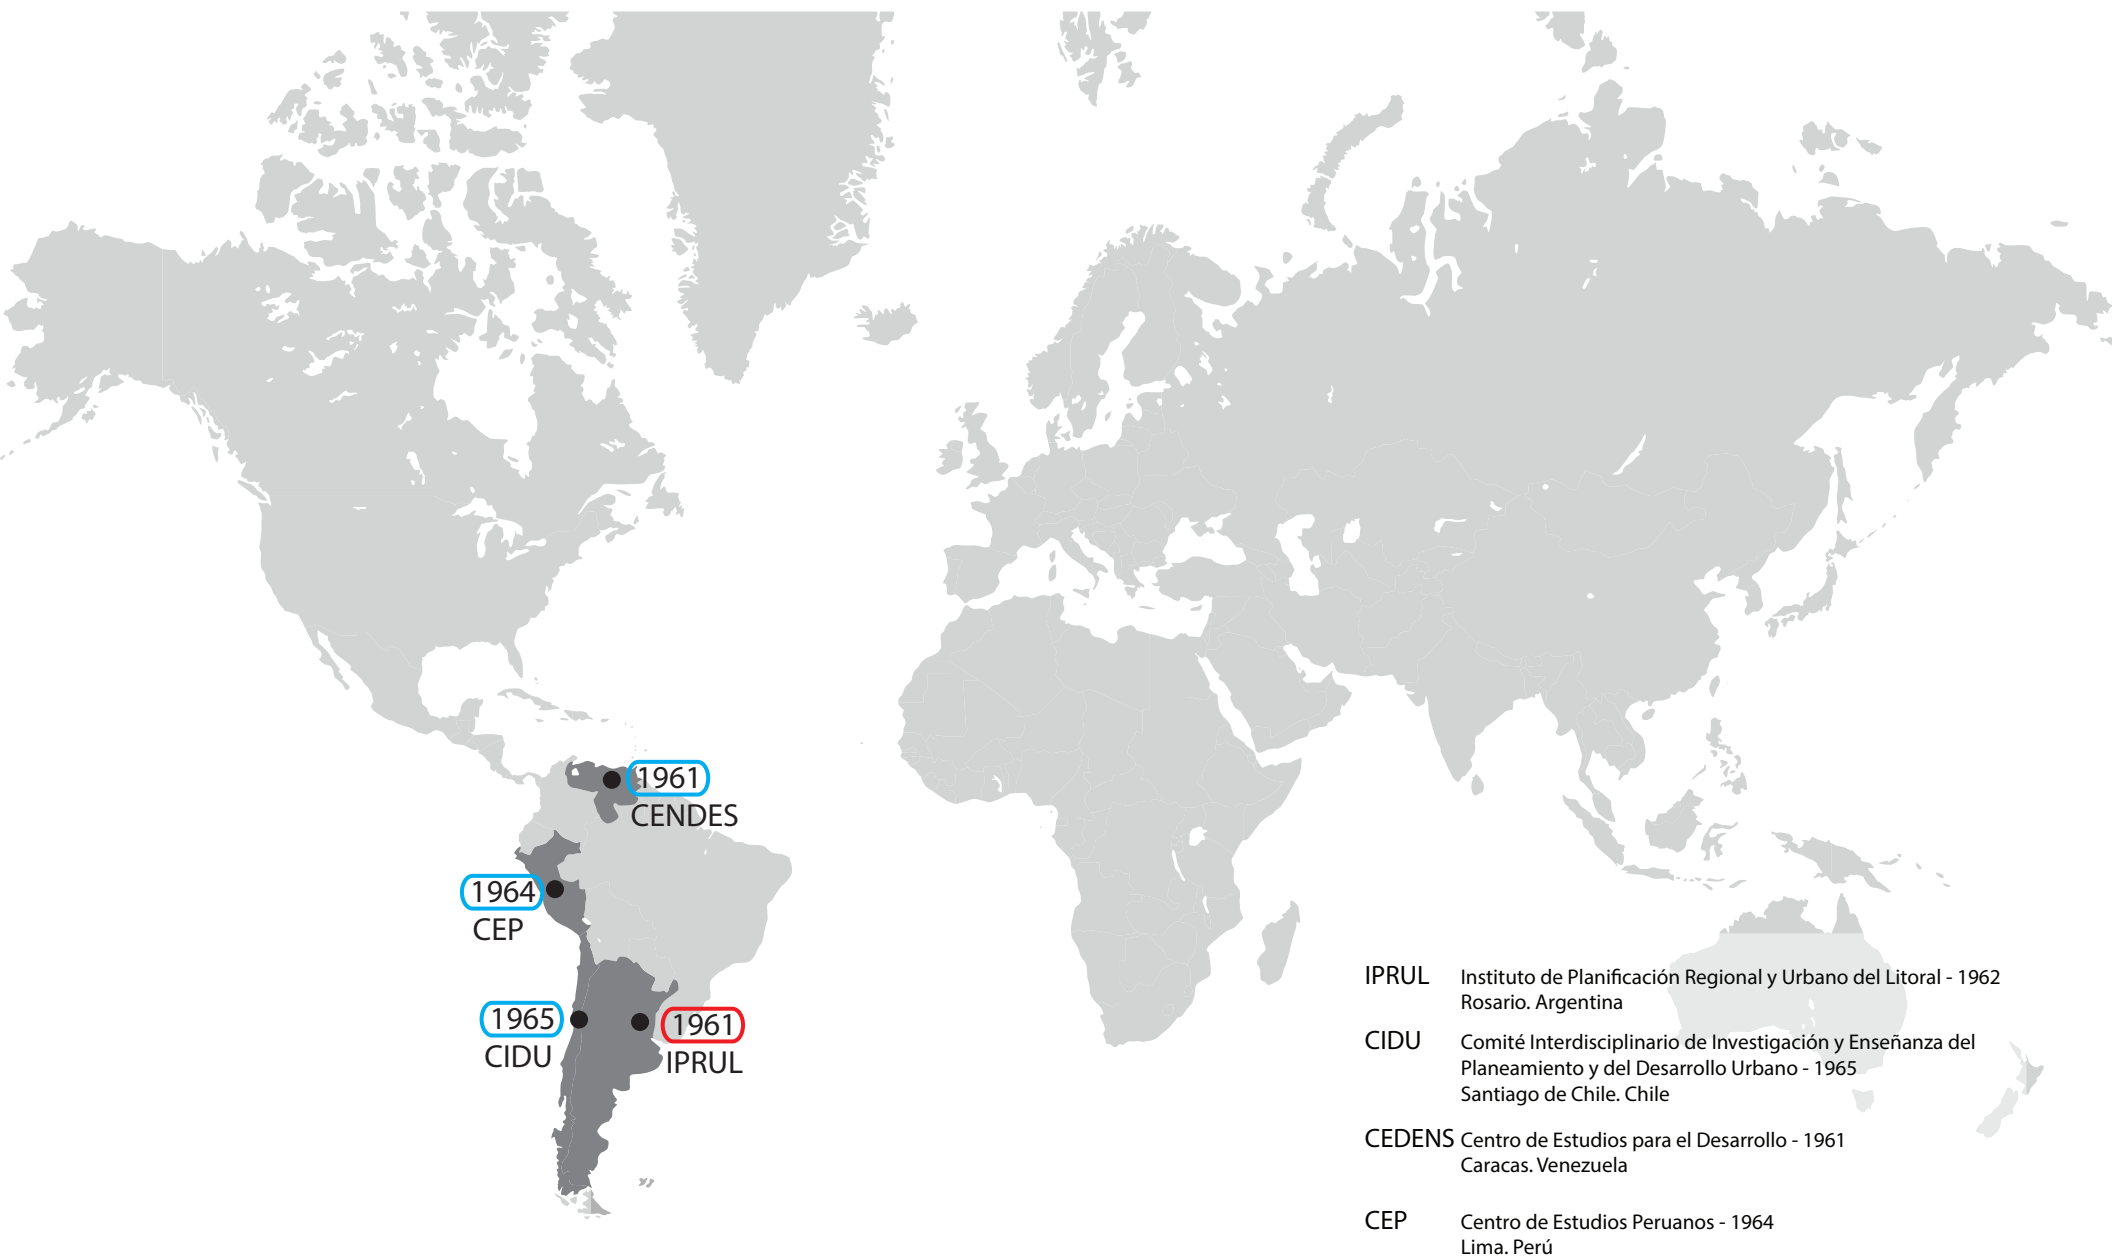 1961
CENDES
1964
CEP
1965
CIDU
1961
IPRUL
IPRUL Instituto de Planificación Regional y Urbano del Litoral - 1962
Rosario. Argentina
CIDU Comité Interdisciplinario de Investigación y Enseñanza del
Planeamiento y del Desarrollo Urbano - 1965
Santiago de Chile. Chile
CEDENS Centro de Estudios para el Desarrollo - 1961
Caracas. Venezuela
CEP Centro de Estudios Peruanos - 1964
Lima. Perú